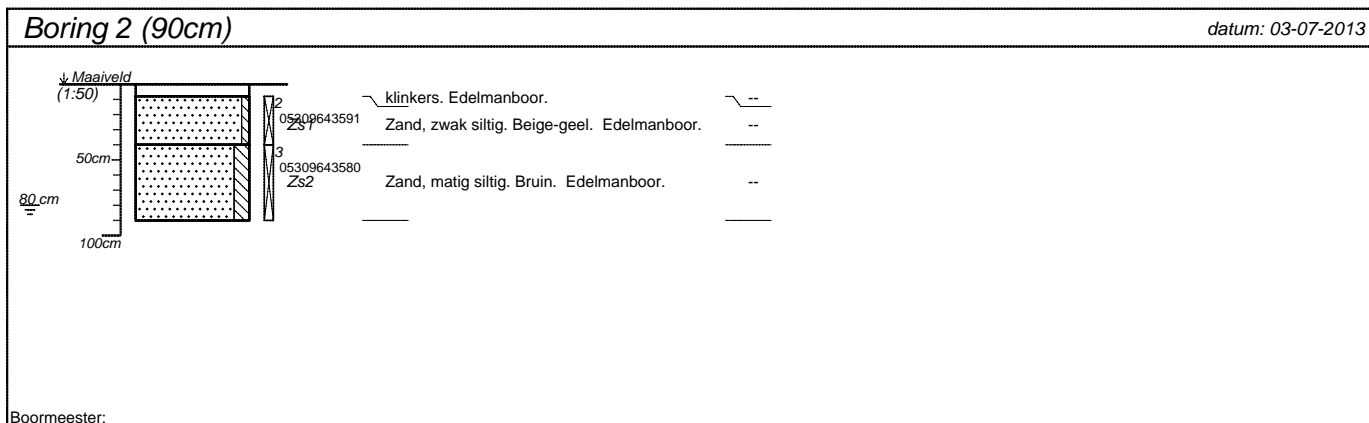 Boring 2 (90cm)
datum: 03-07-2013
Maaiveld
(1:50)
klinkers. Edelmanboor.
--
2
05309643591
Zs1
Zand, zwak siltig. Beige-geel. Edelmanboor.
--
50cm
3
05309643580
Zs2
Zand, matig siltig. Bruin. Edelmanboor.
--
80 cm
100cm
Boormeester: